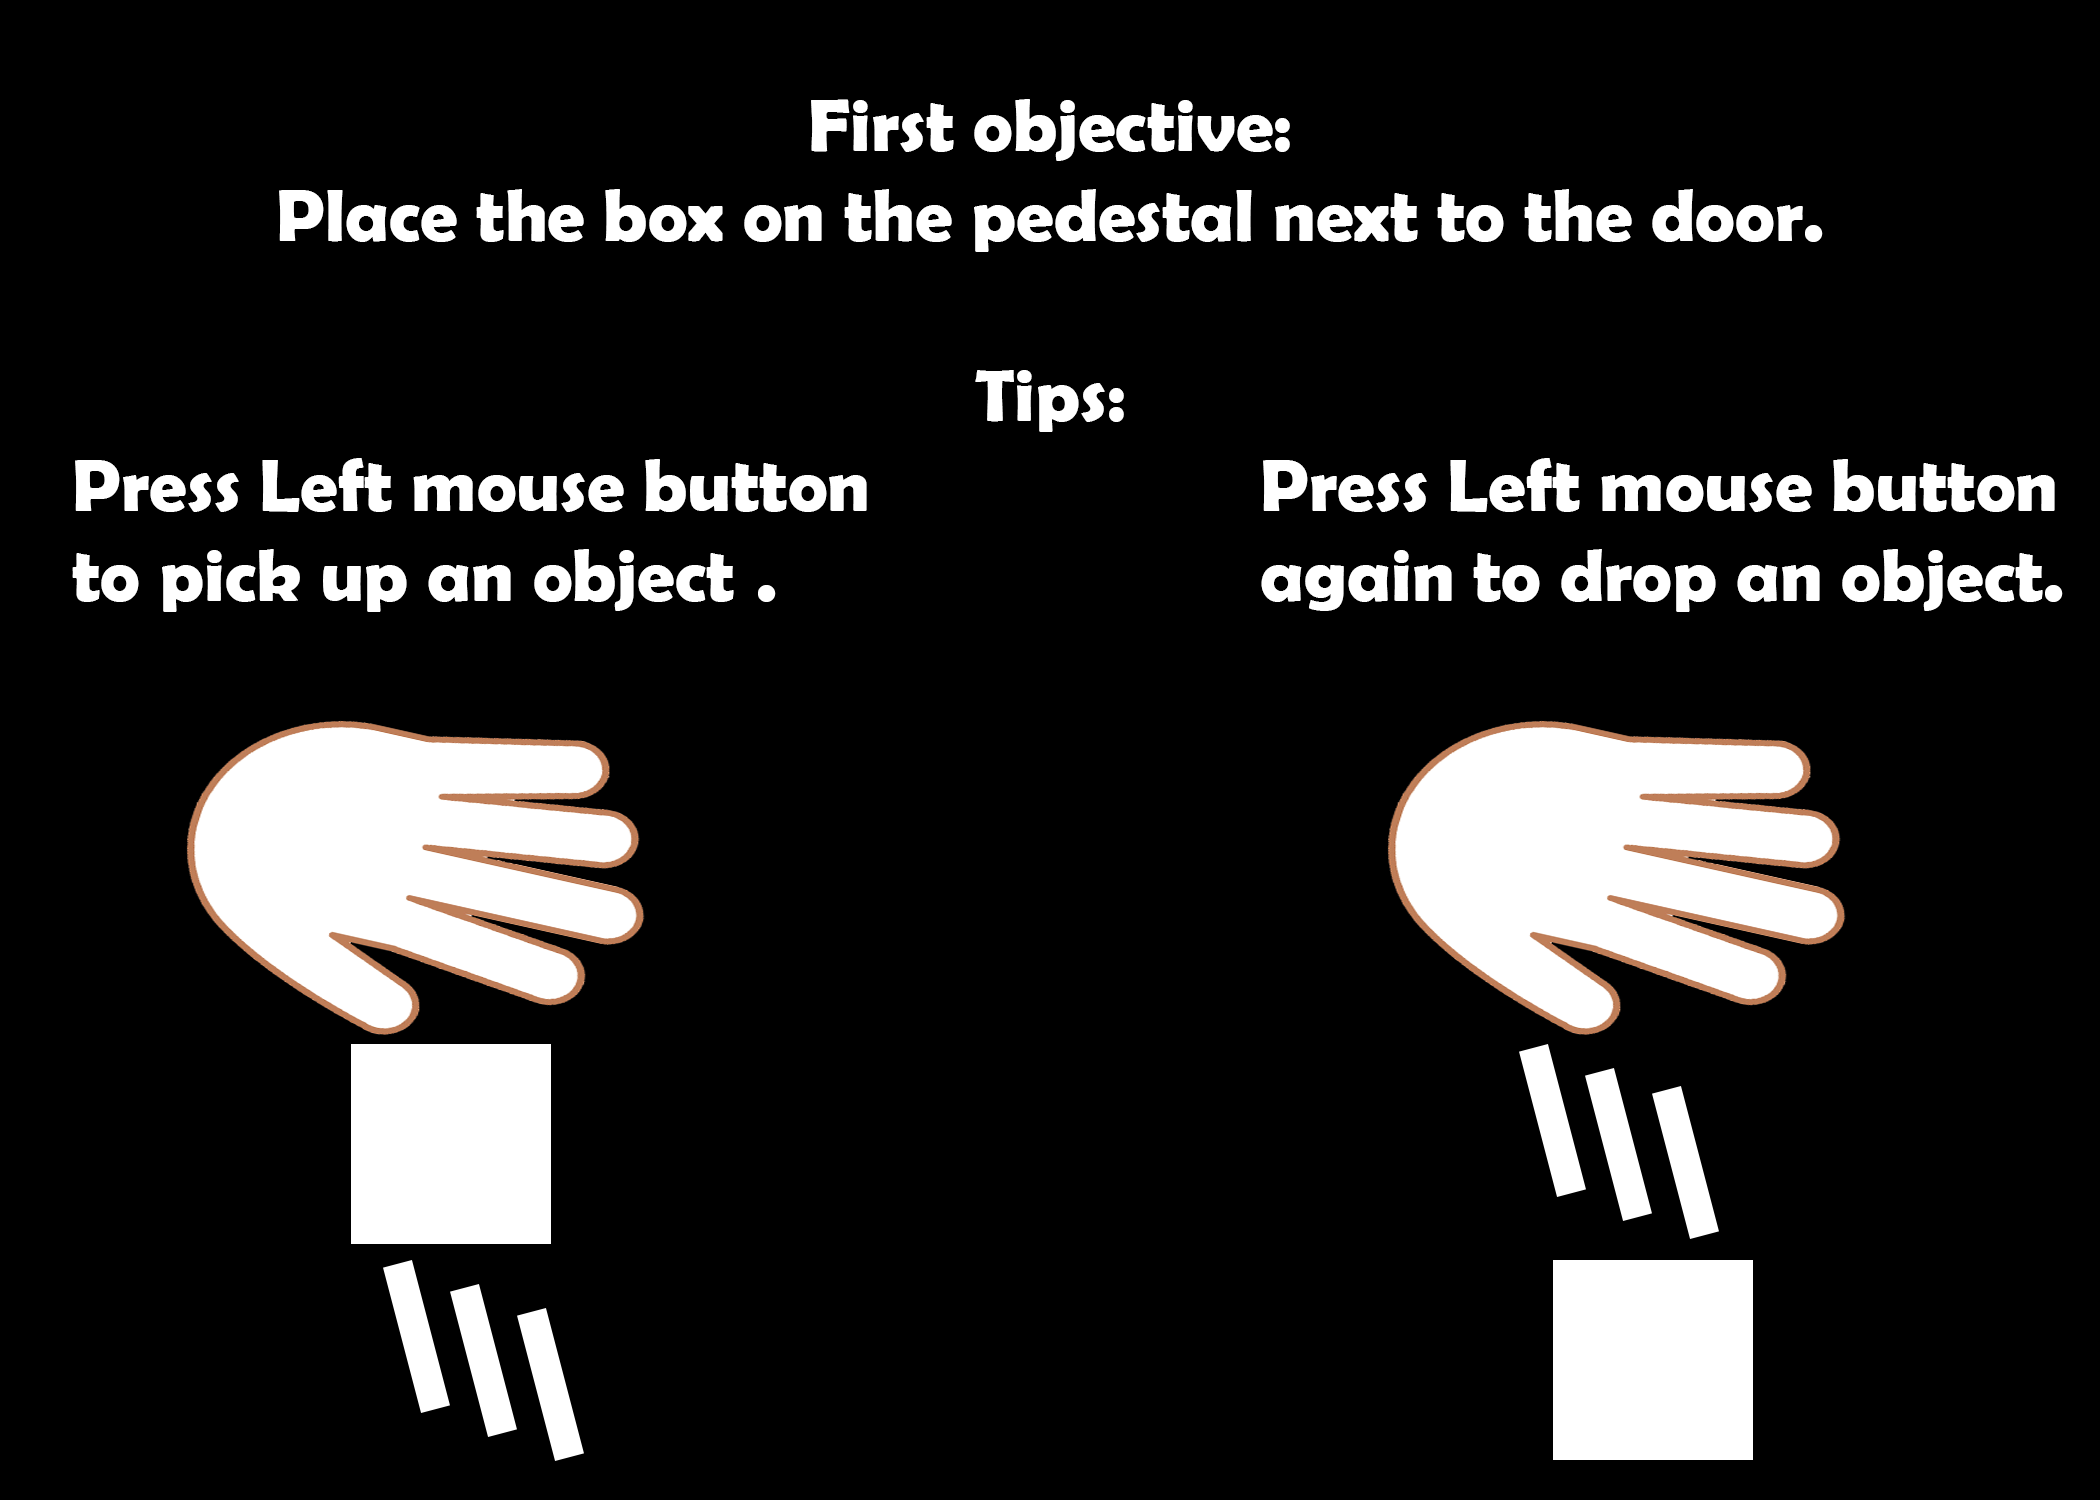 First objective:
Place the box on the pedestal next to the door.
Tips:
Press Left mouse button
to pick up an object .
Press Left mouse button
again to drop an object.